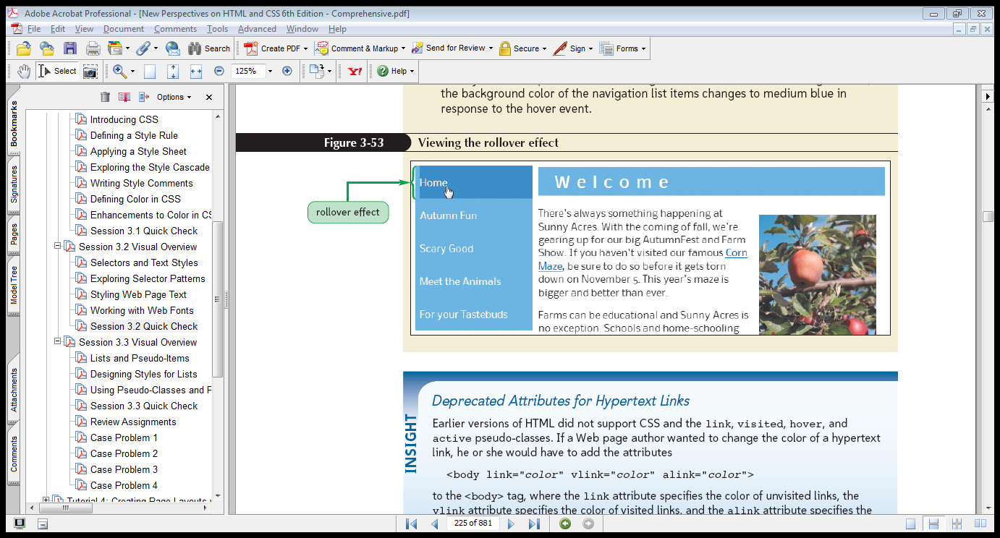 Adobe Acrobat Professional - [New Perspectives on HTML and CSS 6th Edition - Comprehensive.pdf]
File Edit View Document Comments Tools Advanced Window Help
Search Create PDF Comment & Markup Send for Review Secure Sign Forms
Select 125% Y! Help
Options
Bookmarks
Signatures
Pages
Model Tree
Attachments
Comments
Introducing CSS
Defining a Style Rule
Applying a Style Sheet
Exploring the Style Cascade
Writing Style Comments
Defining Color in CSS
Enhancements to Color in CS
Session 3.1 Quick Check
Session 3.2 Visual Overview
Selectors and Text Styles
Exploring Selector Patterns
Styling Web Page Text
Working with Web Fonts
Session 3.2 Quick Check
Session 3.3 Visual Overview
Lists and Pseudo-Items
Designing Styles for Lists
Using Pseudo-Classes and P
Session 3.3 Quick Check
Review Assignments
Case Problem 1
Case Problem 2
Case Problem 3
Case Problem 4
Tutorial 4: Creating Page Layouts
the background color of the navigation list items changes to medium blue in
response to the hover event.
Figure 3-53 Viewing the rollover effect
rollover effect
Home
Autumn Fun
Scary Good
Meet the Animals
For your Tastebuds
Welcome
There's always something happening at
Sunny Acres. With the coming of fall, we're
gearing up for our big AutumnFest and Farm
Show. If you haven't visited our famous Corn
Maze, be sure to do so before it gets torn
down on November 5. This year's maze is
bigger and better than ever.
Farms can be educational and Sunny Acres is
no exception. Schools and home-schooling
INSIGHT
Deprecated Attributes for Hypertext Links
Earlier versions of HTML did not support CSS and the link, visited, hover, and
active pseudo-classes. If a Web page author wanted to change the color of a hypertext
link, he or she would have to add the attributes
<body link="color" vlink="color" alink="color">
to the <body> tag, where the link attribute specifies the color of unvisited links, the
vlink attribute specifies the color of visited links, and the alink attribute specifies the
225 of 881